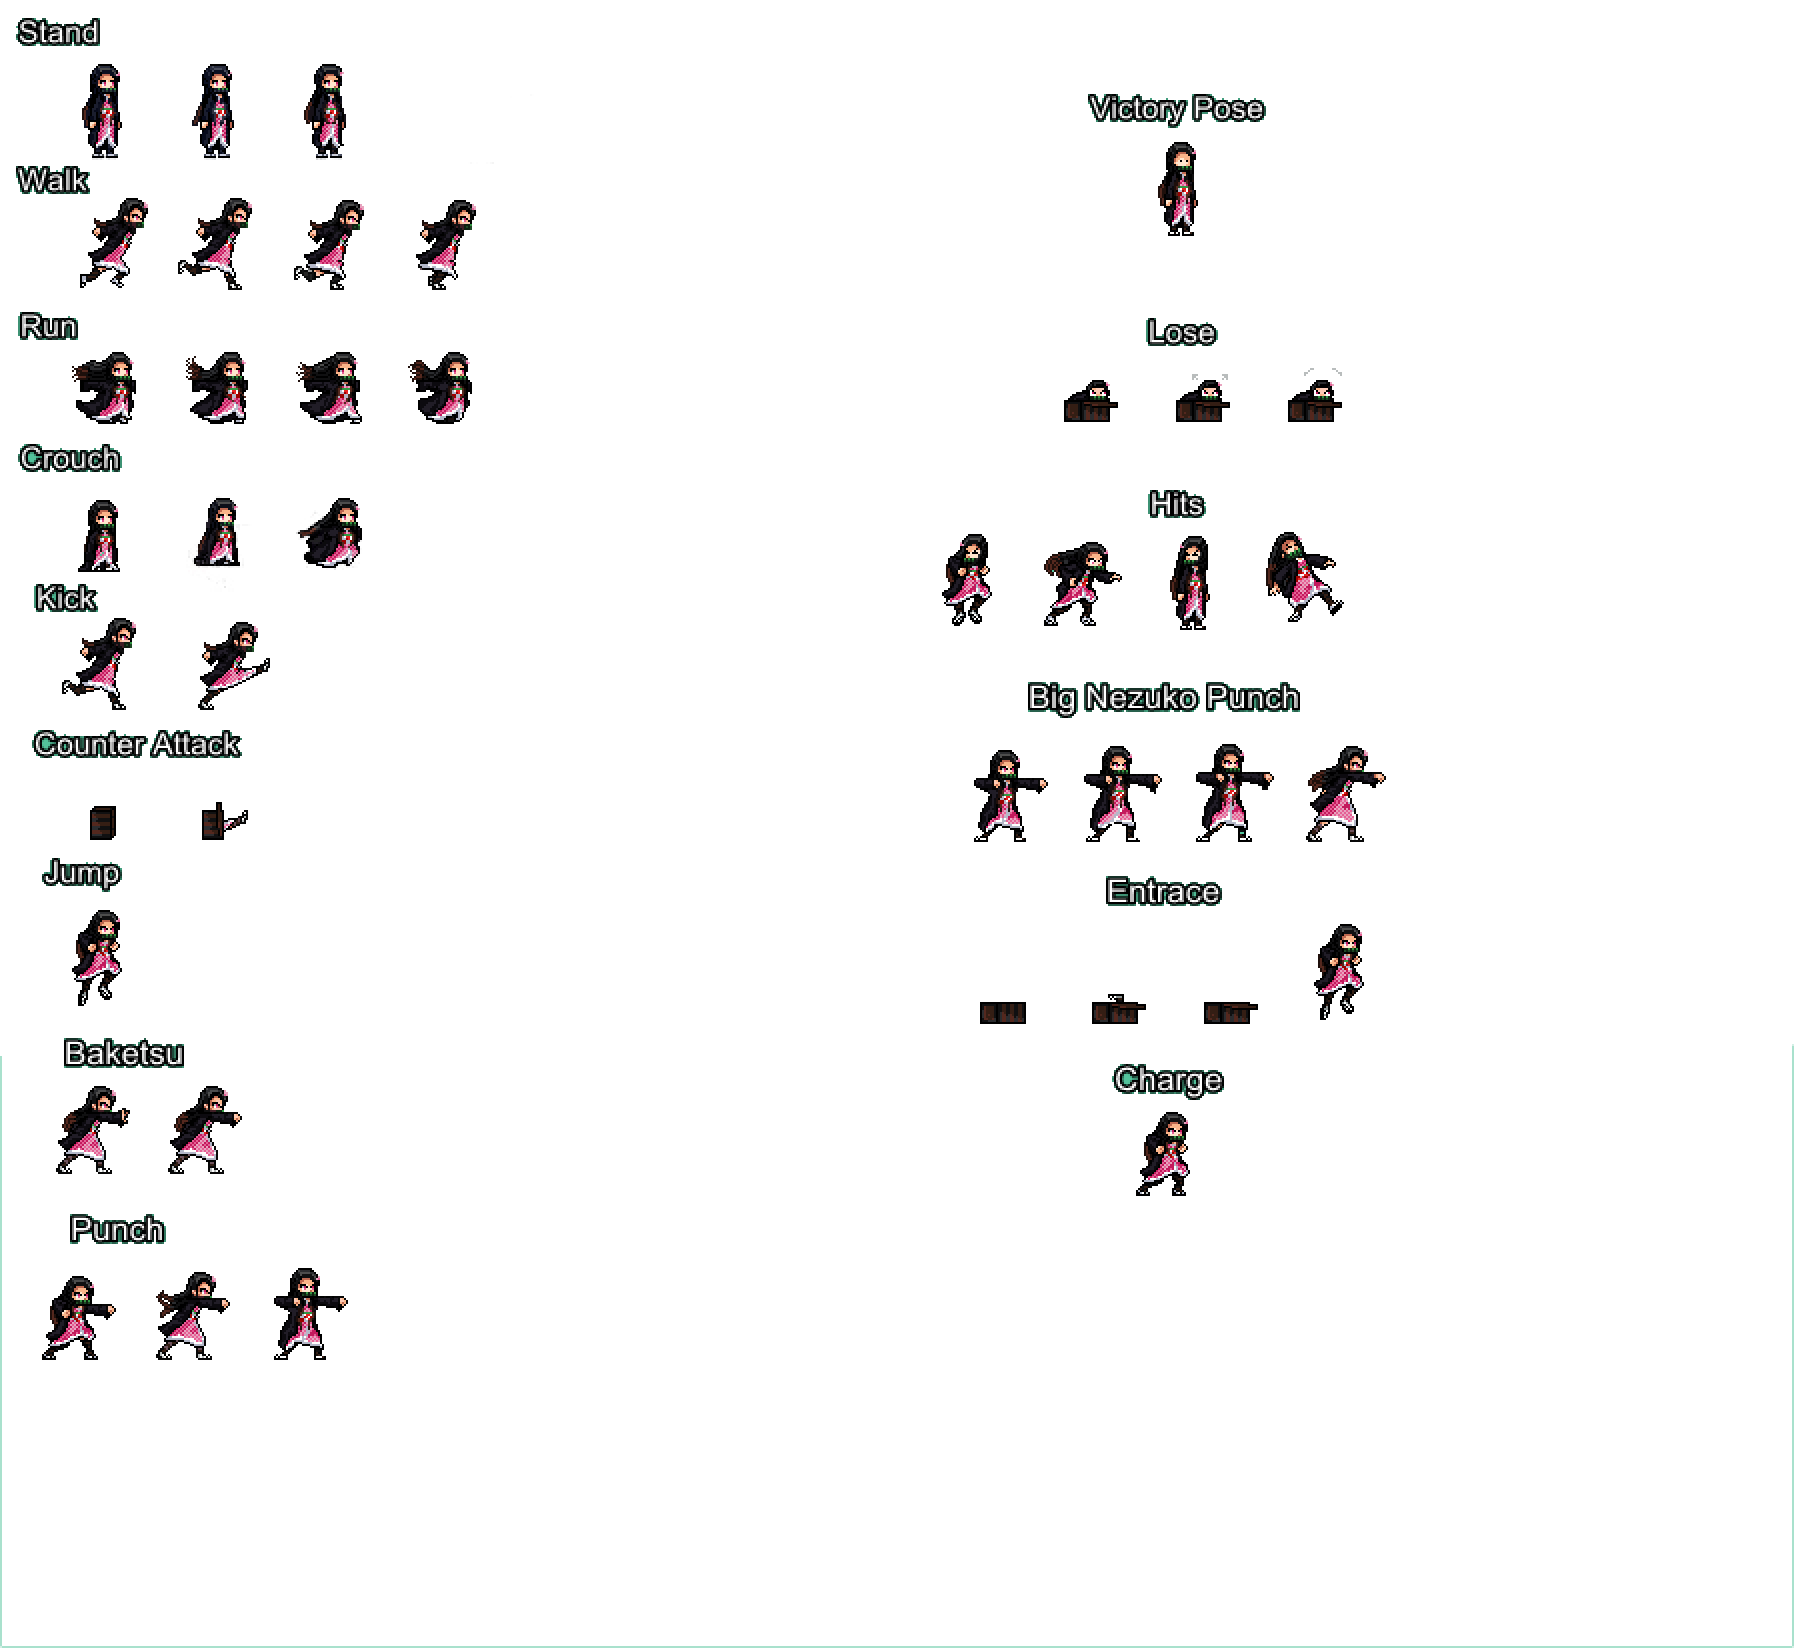 Stand
Walk
Run
Crouch
Kick
Counter Attack
Jump
Baketsu
Punch
Victory Pose
Lose
Hits
Big Nezuko Punch
Entrace
Charge